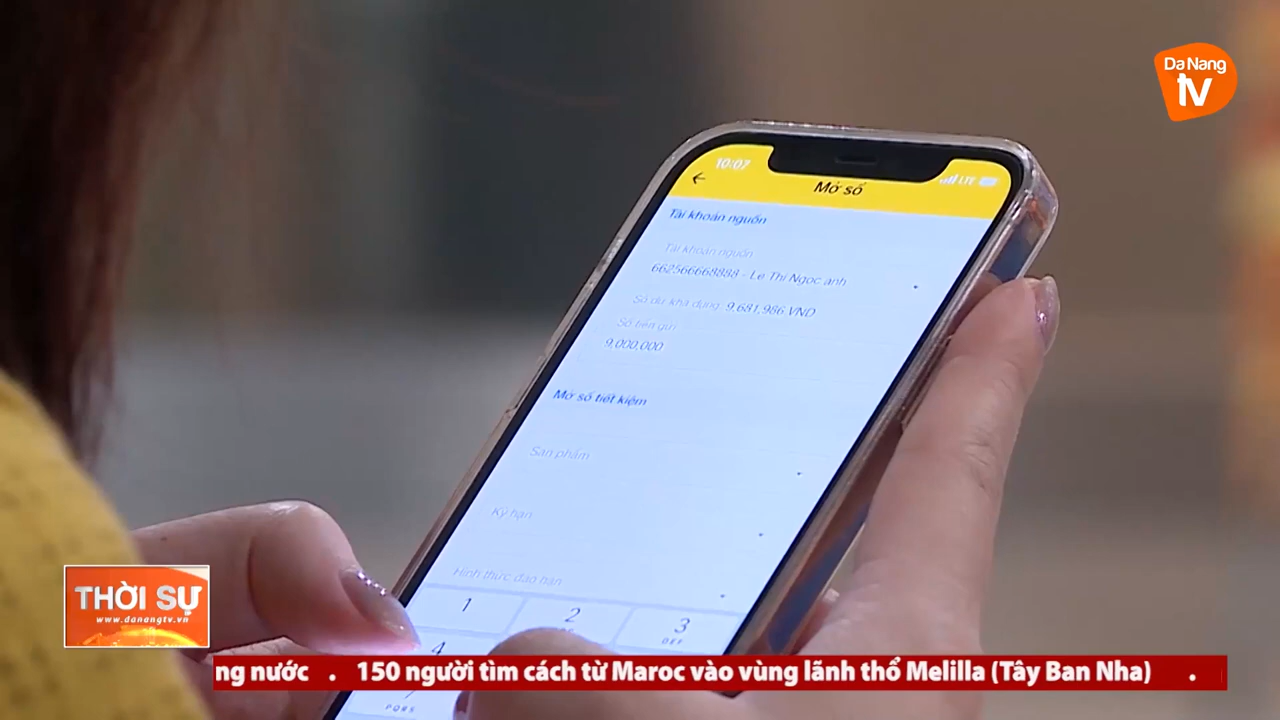 Da Nang
tv
10:07
LTE
Mở sổ
Tài khoản nguồn
Tài khoản nguồn
662566668888 - Le Thi Ngoc anh
Số dư khả dụng: 9,681,986 VND
Số tiền gửi
9,000,000
Mở sổ tiết kiệm
Sản phẩm
Kỳ hạn
Hình thức đáo hạn
1
2
3
DEF
4
PQRS
THỜI SỰ
www.danangtv.vn
ng nước . 150 người tìm cách từ Maroc vào vùng lãnh thổ Melilla (Tây Ban Nha) .